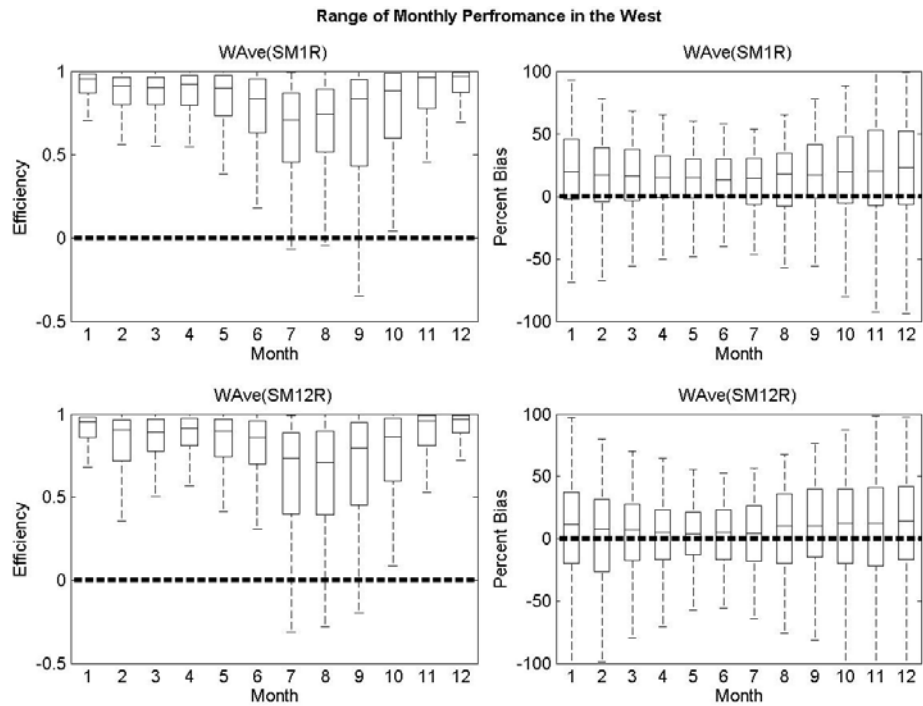 Range of Monthly Perfromance in the West
WAve(SM1R)
1
0.5
0
-0.5
Efficiency
1 2 3 4 5 6 7 8 9 10 11 12
Month
WAve(SM1R)
100
50
0
-50
-100
Percent Bias
1 2 3 4 5 6 7 8 9 10 11 12
Month
WAve(SM12R)
1
0.5
0
-0.5
Efficiency
1 2 3 4 5 6 7 8 9 10 11 12
Month
WAve(SM12R)
100
50
0
-50
-100
Percent Bias
1 2 3 4 5 6 7 8 9 10 11 12
Month